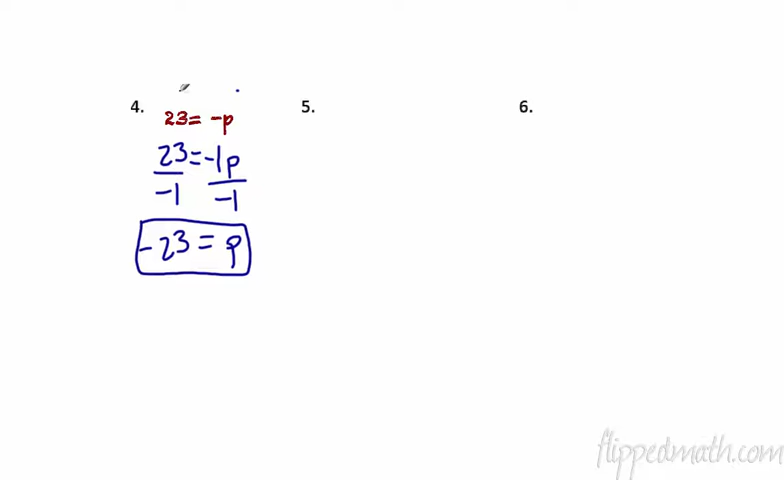 4. 5. 6.
23 = -p
23 = -1p
-1 -1
-23 = p
flippedmath.com